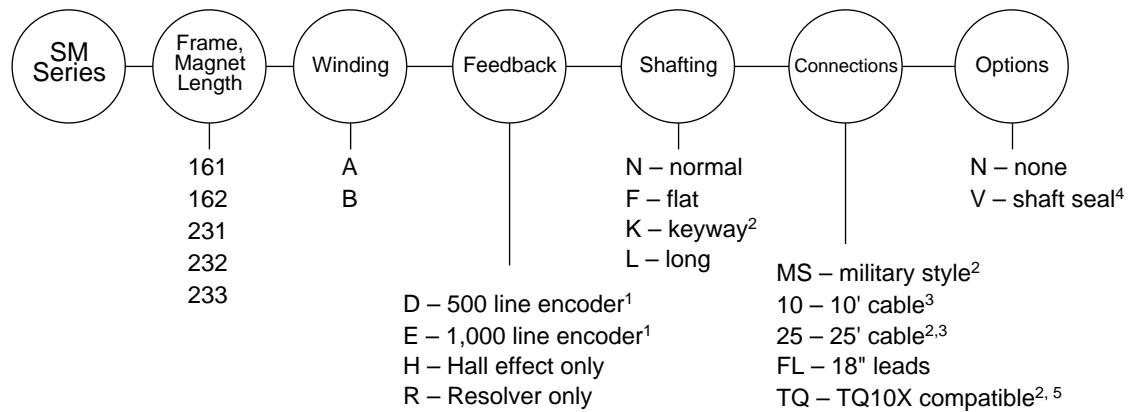 SM
Series
Frame,
Magnet
Length
Winding
Feedback
Shafting
Connections
Options
161
162
231
232
233
A
B
D – 500 line encoder¹
E – 1,000 line encoder¹
H – Hall effect only
R – Resolver only
N – normal
F – flat
K – keyway²
L – long
MS – military style²
10 – 10' cable³
25 – 25' cable²,³
FL – 18" leads
TQ – TQ10X compatible², ⁵
N – none
V – shaft seal⁴